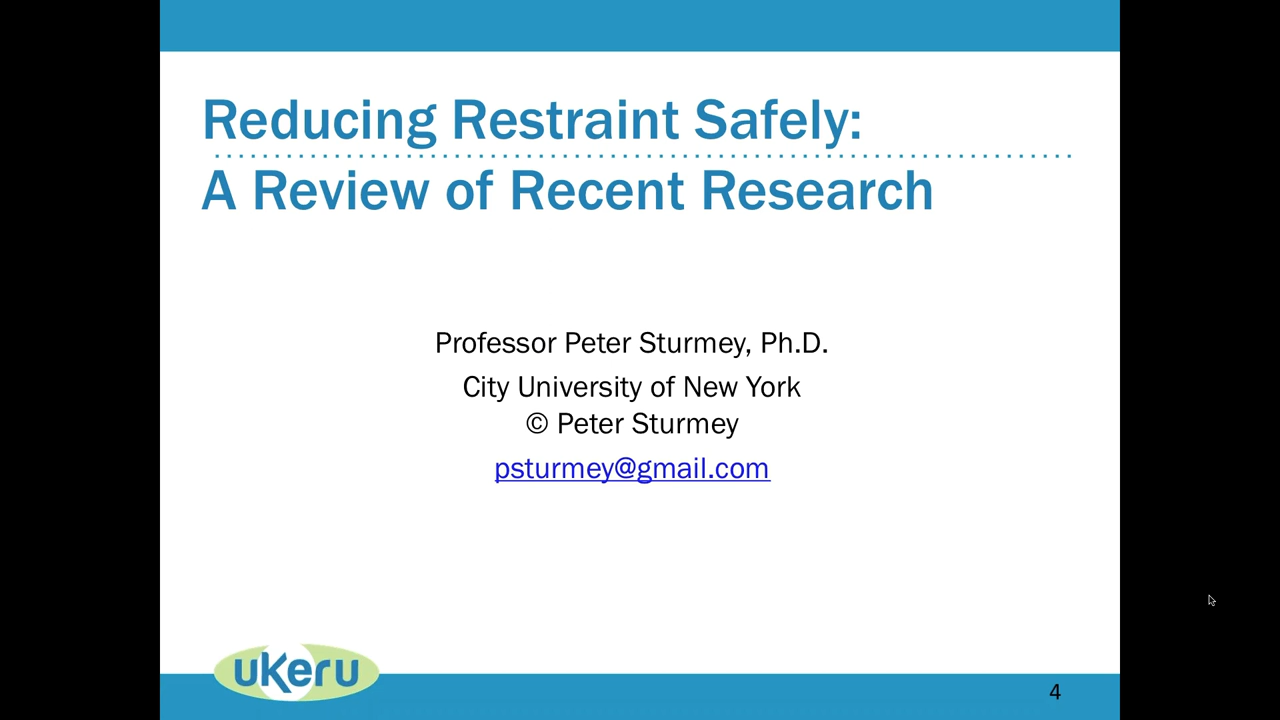 Reducing Restraint Safely:
A Review of Recent Research
Professor Peter Sturmey, Ph.D.
City University of New York
© Peter Sturmey
psturmey@gmail.com
uKeru
4